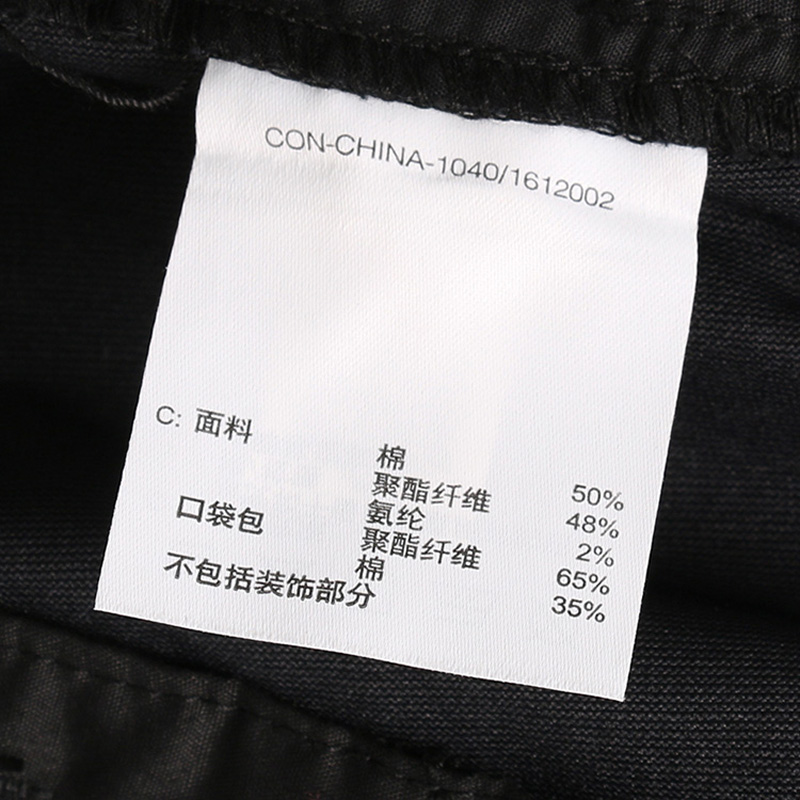 CON-CHINA-1040/1612002
C: 面料
棉 50%
聚酯纤维 48%
氨纶 2%
口袋包 聚酯纤维 65%
棉 35%
不包括装饰部分